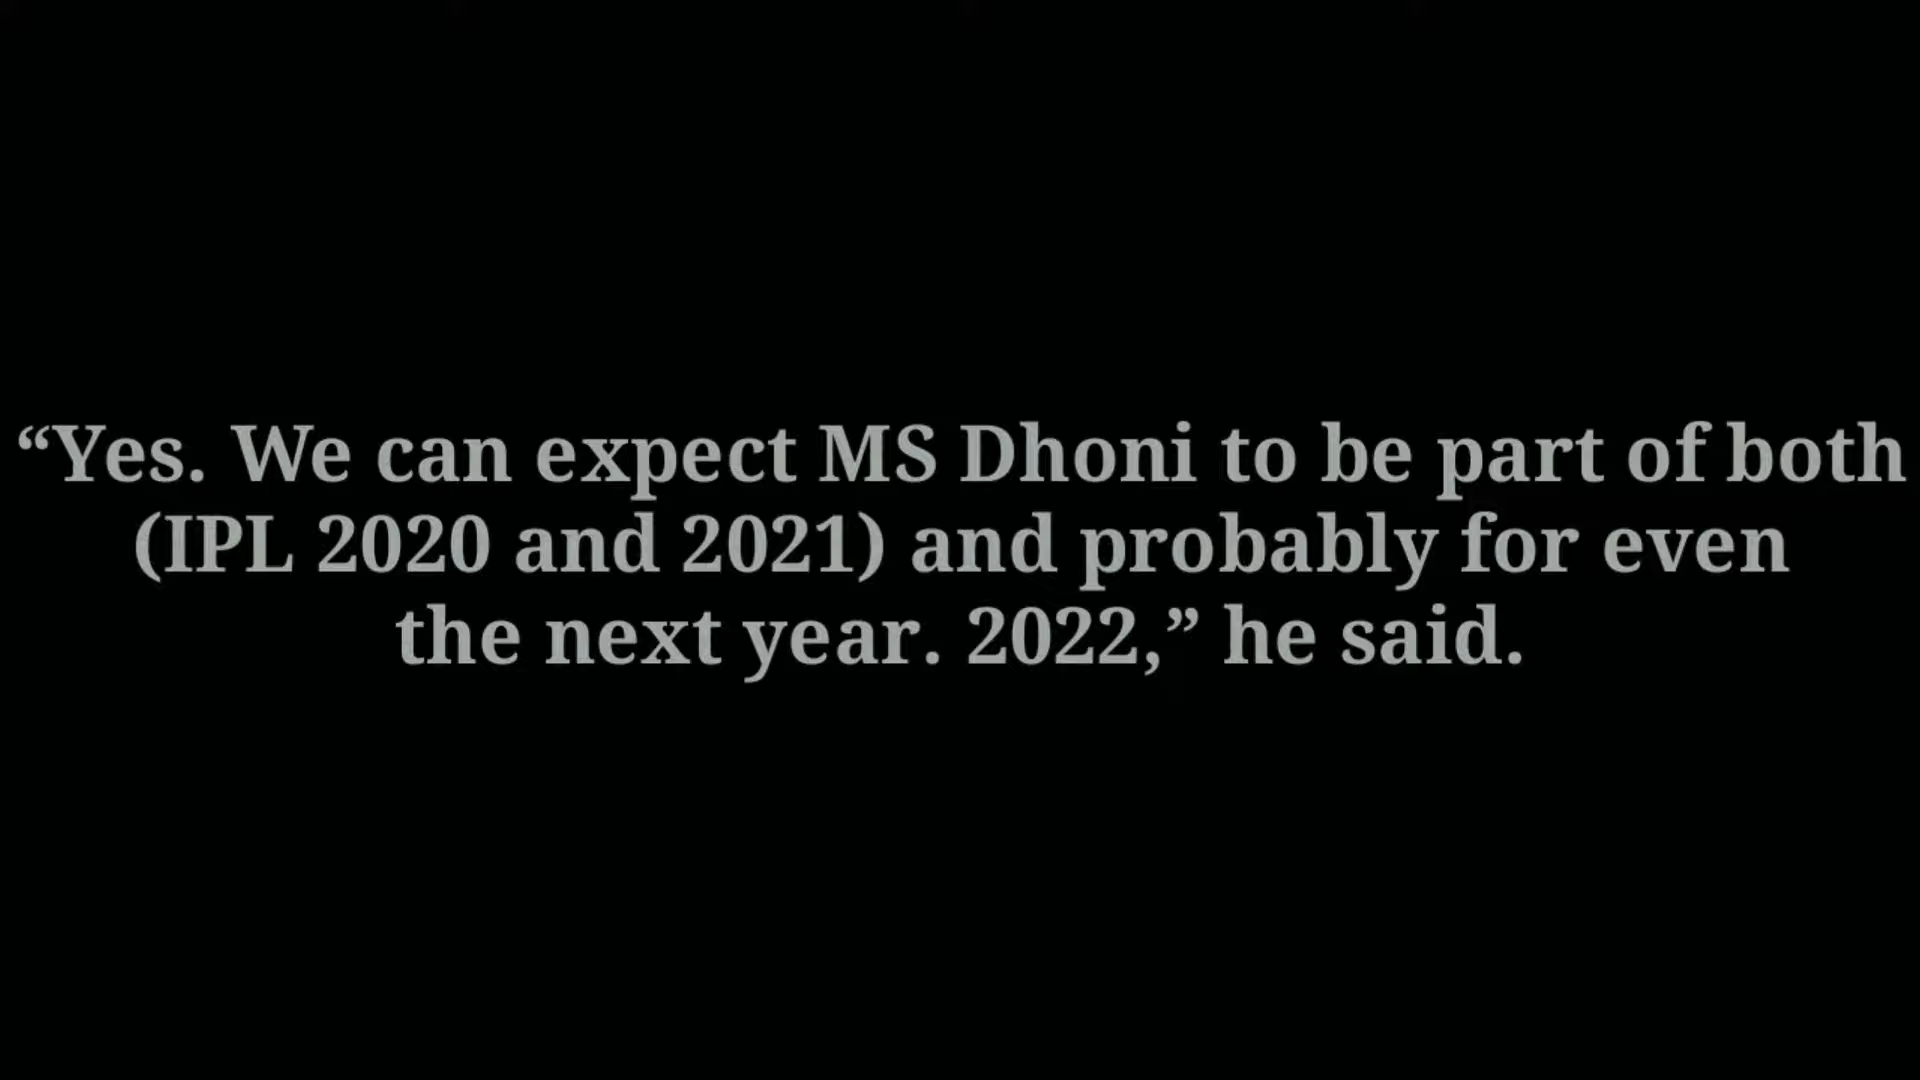 “Yes. We can expect MS Dhoni to be part of both
(IPL 2020 and 2021) and probably for even
the next year. 2022,” he said.